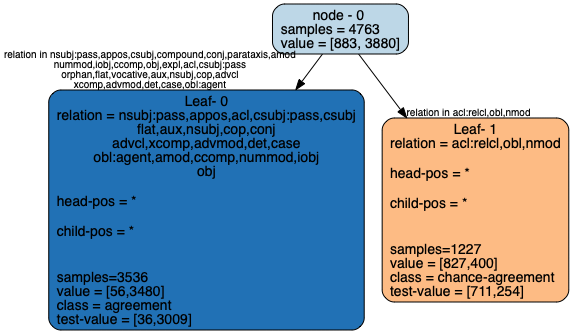 node - 0
samples = 4763
value = [883, 3880]
relation in nsubj:pass,appos,csubj,compound,conj,parataxis,amod
nummod,iobj,ccomp,obj,expl,acl,csubj:pass
orphan,flat,vocative,aux,nsubj,cop,advcl
xcomp,advmod,det,case,obl:agent
relation in acl:relcl,obl,nmod
Leaf- 0
relation = nsubj:pass,appos,acl,csubj:pass,csubj
flat,aux,nsubj,cop,conj
advcl,xcomp,advmod,det,case
obl:agent,amod,ccomp,nummod,iobj
obj
head-pos = *
child-pos = *
samples=3536
value = [56,3480]
class = agreement
test-value = [36,3009]
Leaf- 1
relation = acl:relcl,obl,nmod
head-pos = *
child-pos = *
samples=1227
value = [827,400]
class = chance-agreement
test-value = [711,254]